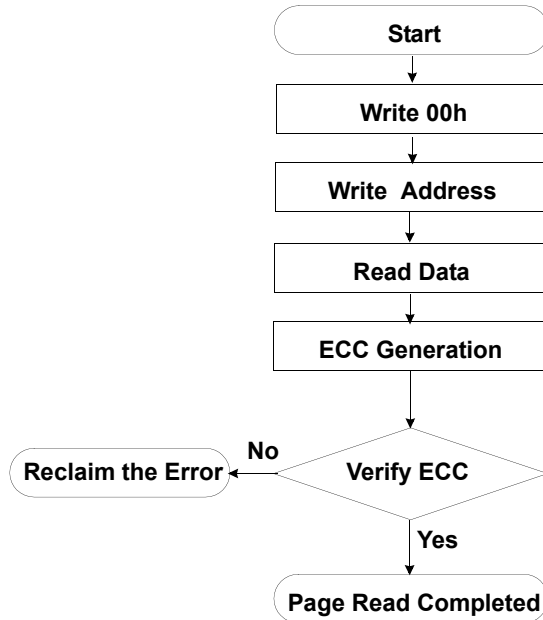 Start
Write 00h
Write Address
Read Data
ECC Generation
No
Reclaim the Error
Verify ECC
Yes
Page Read Completed